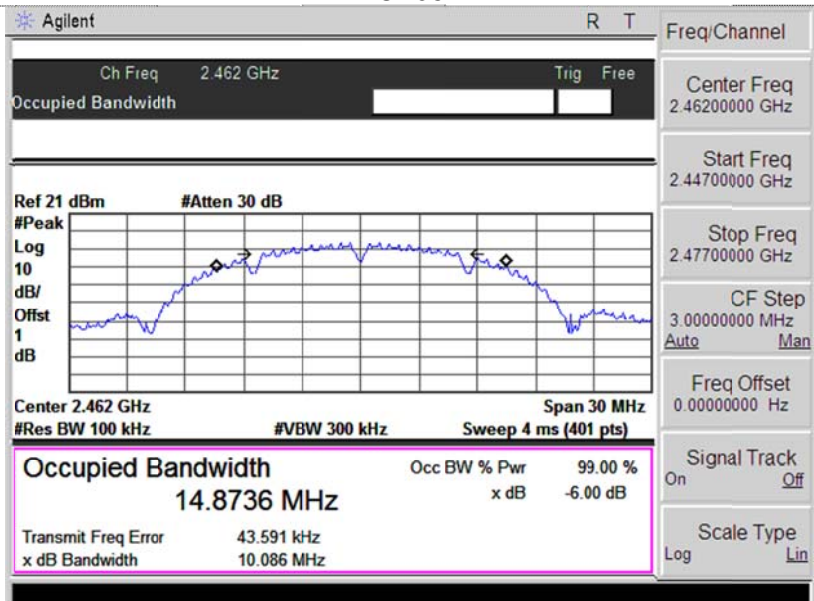 Agilent R T
Ch Freq 2.462 GHz Trig Free
Occupied Bandwidth
Ref 21 dBm #Atten 30 dB
#Peak
Log
10
dB/
Offst
1
dB
Center 2.462 GHz Span 30 MHz
#Res BW 100 kHz #VBW 300 kHz Sweep 4 ms (401 pts)
Occupied Bandwidth Occ BW % Pwr 99.00 %
14.8736 MHz x dB -6.00 dB
Transmit Freq Error 43.591 kHz
x dB Bandwidth 10.086 MHz
Freq/Channel
Center Freq
2.46200000 GHz
Start Freq
2.44700000 GHz
Stop Freq
2.47700000 GHz
CF Step
3.00000000 MHz
Auto Man
Freq Offset
0.00000000 Hz
Signal Track
On Off
Scale Type
Log Lin